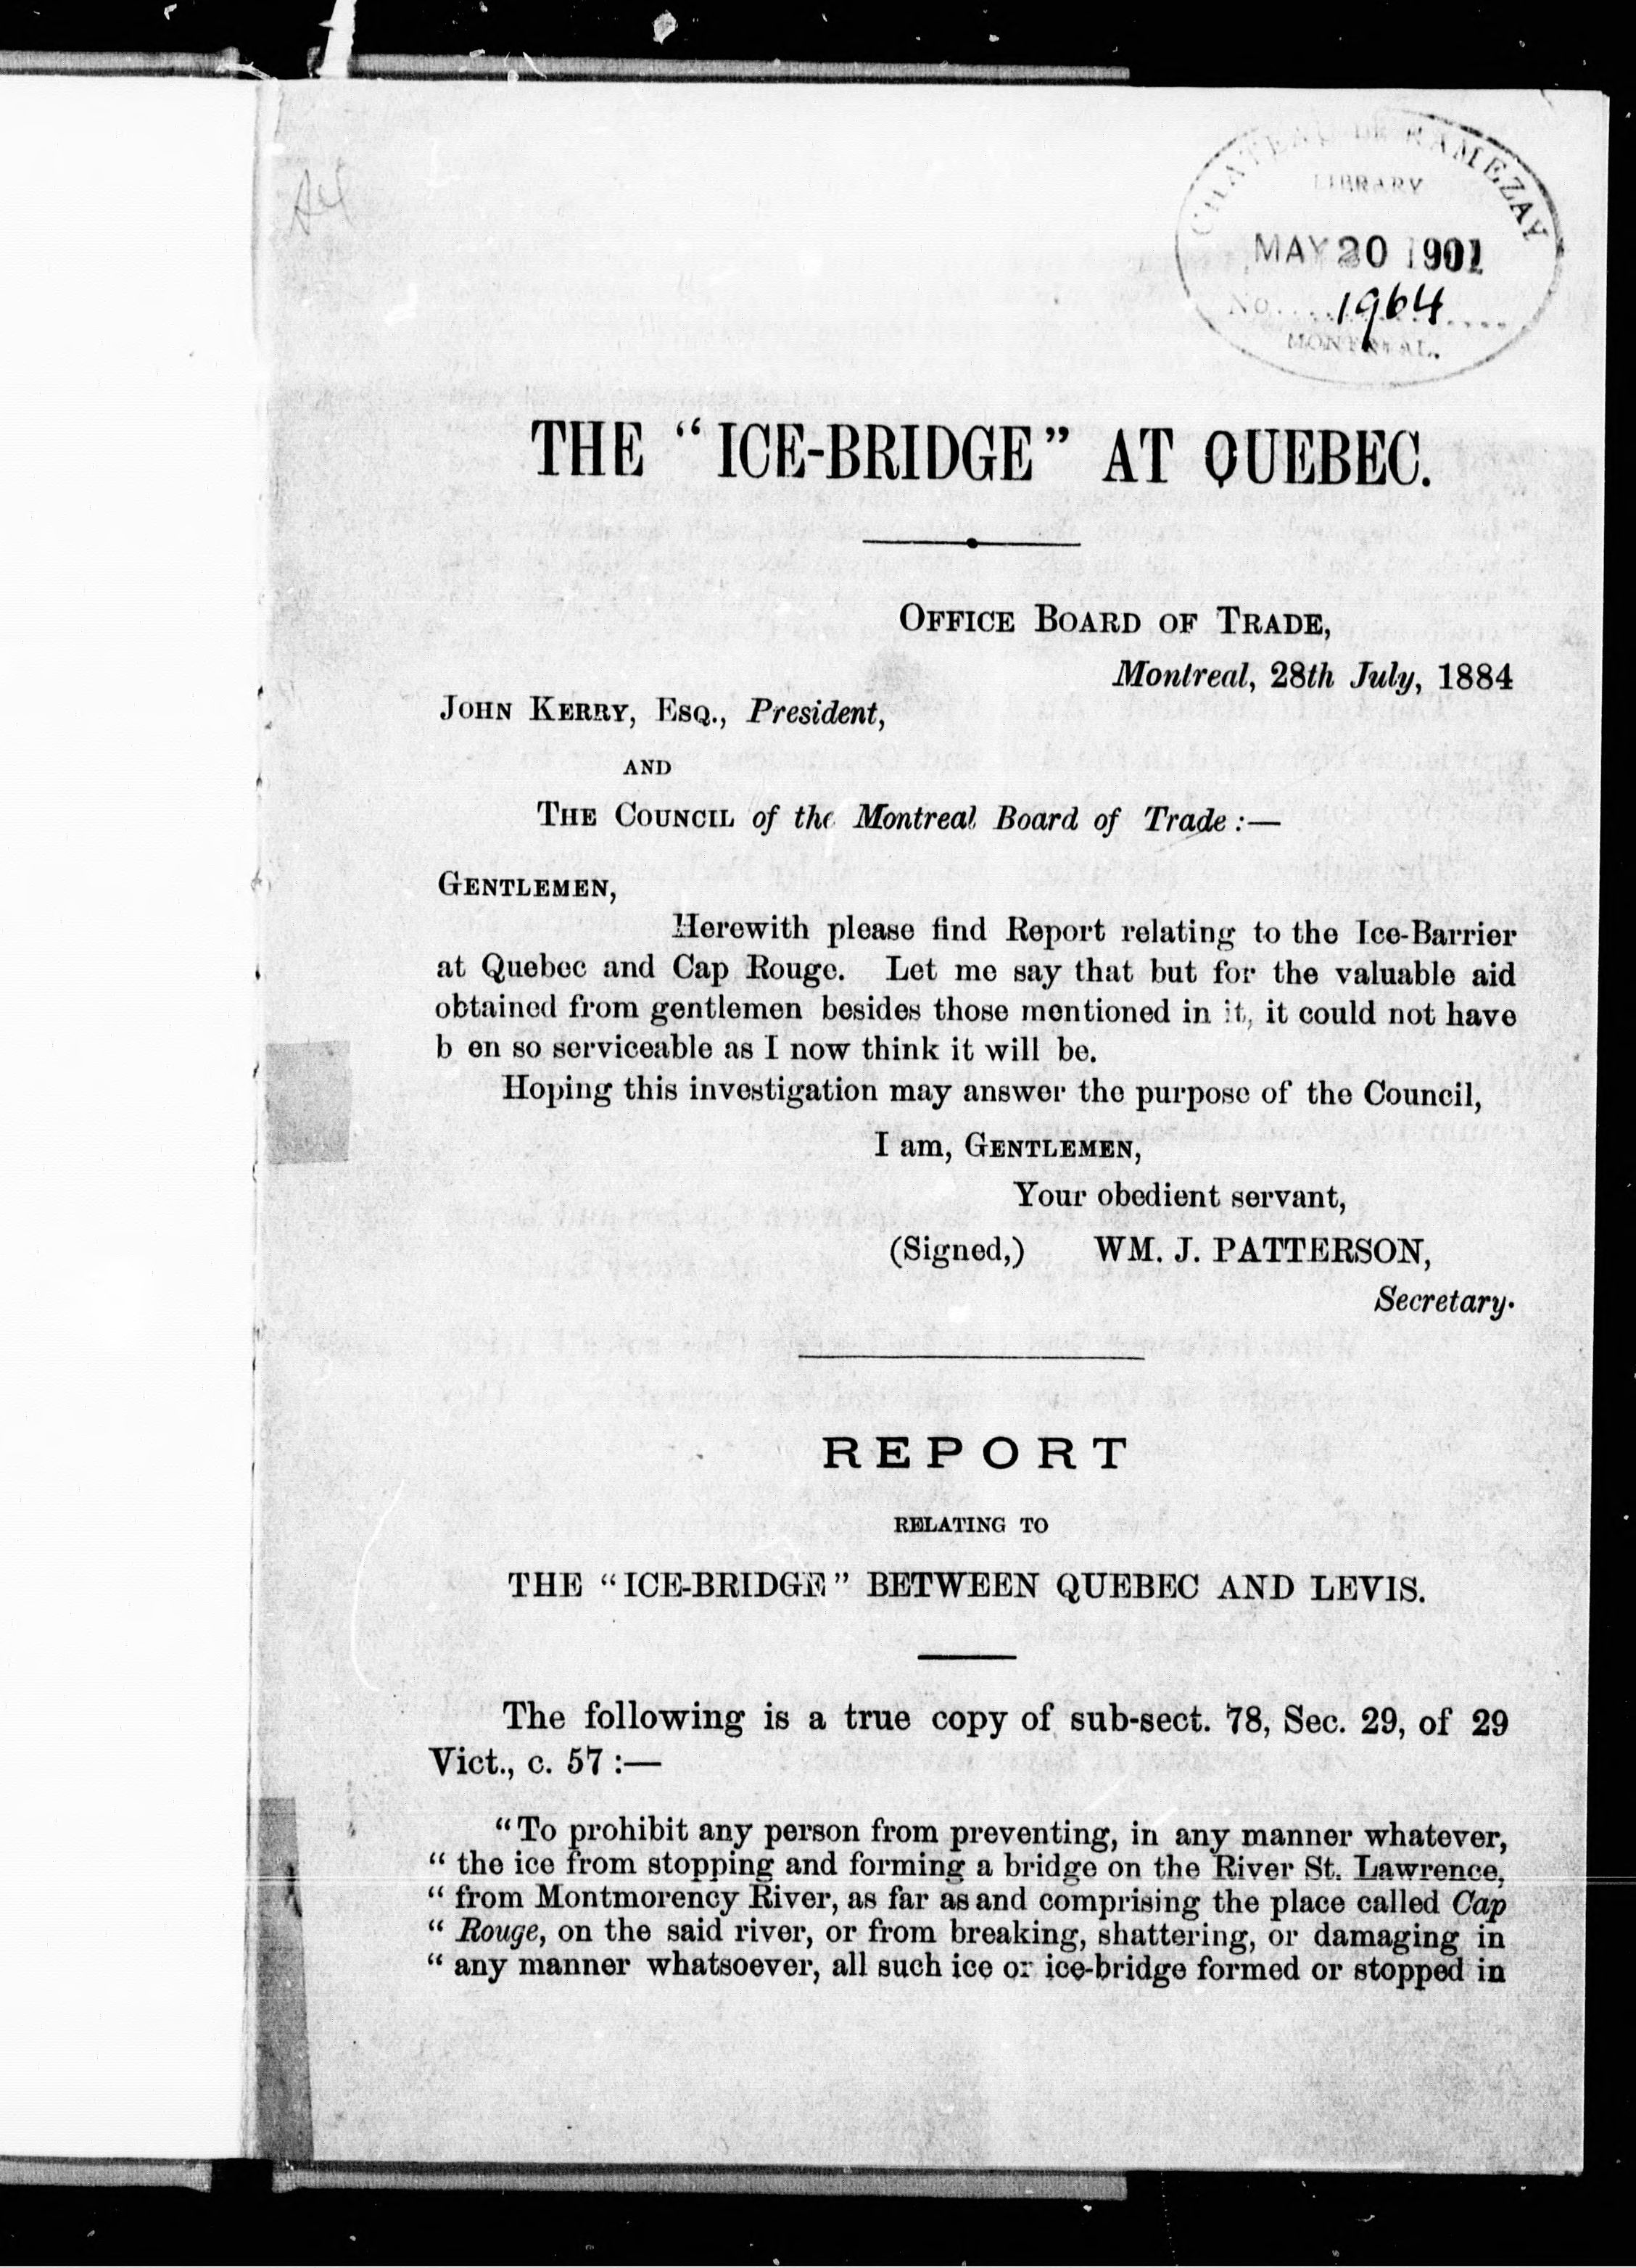 CHATEAU DE RAMEZAY
LIBRARY
MAY 20 1901
No. 1964
MONTREAL.
THE "ICE-BRIDGE" AT QUEBEC.
OFFICE BOARD OF TRADE,
Montreal, 28th July, 1884
JOHN KERRY, ESQ., President,
AND
THE COUNCIL of the Montreal Board of Trade :—
GENTLEMEN,
Herewith please find Report relating to the Ice-Barrier
at Quebec and Cap Rouge. Let me say that but for the valuable aid
obtained from gentlemen besides those mentioned in it, it could not have
b en so serviceable as I now think it will be.
Hoping this investigation may answer the purpose of the Council,
I am, GENTLEMEN,
Your obedient servant,
(Signed,) WM. J. PATTERSON,
Secretary.
REPORT
RELATING TO
THE "ICE-BRIDGE" BETWEEN QUEBEC AND LEVIS.
The following is a true copy of sub-sect. 78, Sec. 29, of 29
Vict., c. 57 :—
"To prohibit any person from preventing, in any manner whatever,
" the ice from stopping and forming a bridge on the River St. Lawrence,
" from Montmorency River, as far as and comprising the place called Cap
" Rouge, on the said river, or from breaking, shattering, or damaging in
" any manner whatsoever, all such ice or ice-bridge formed or stopped in